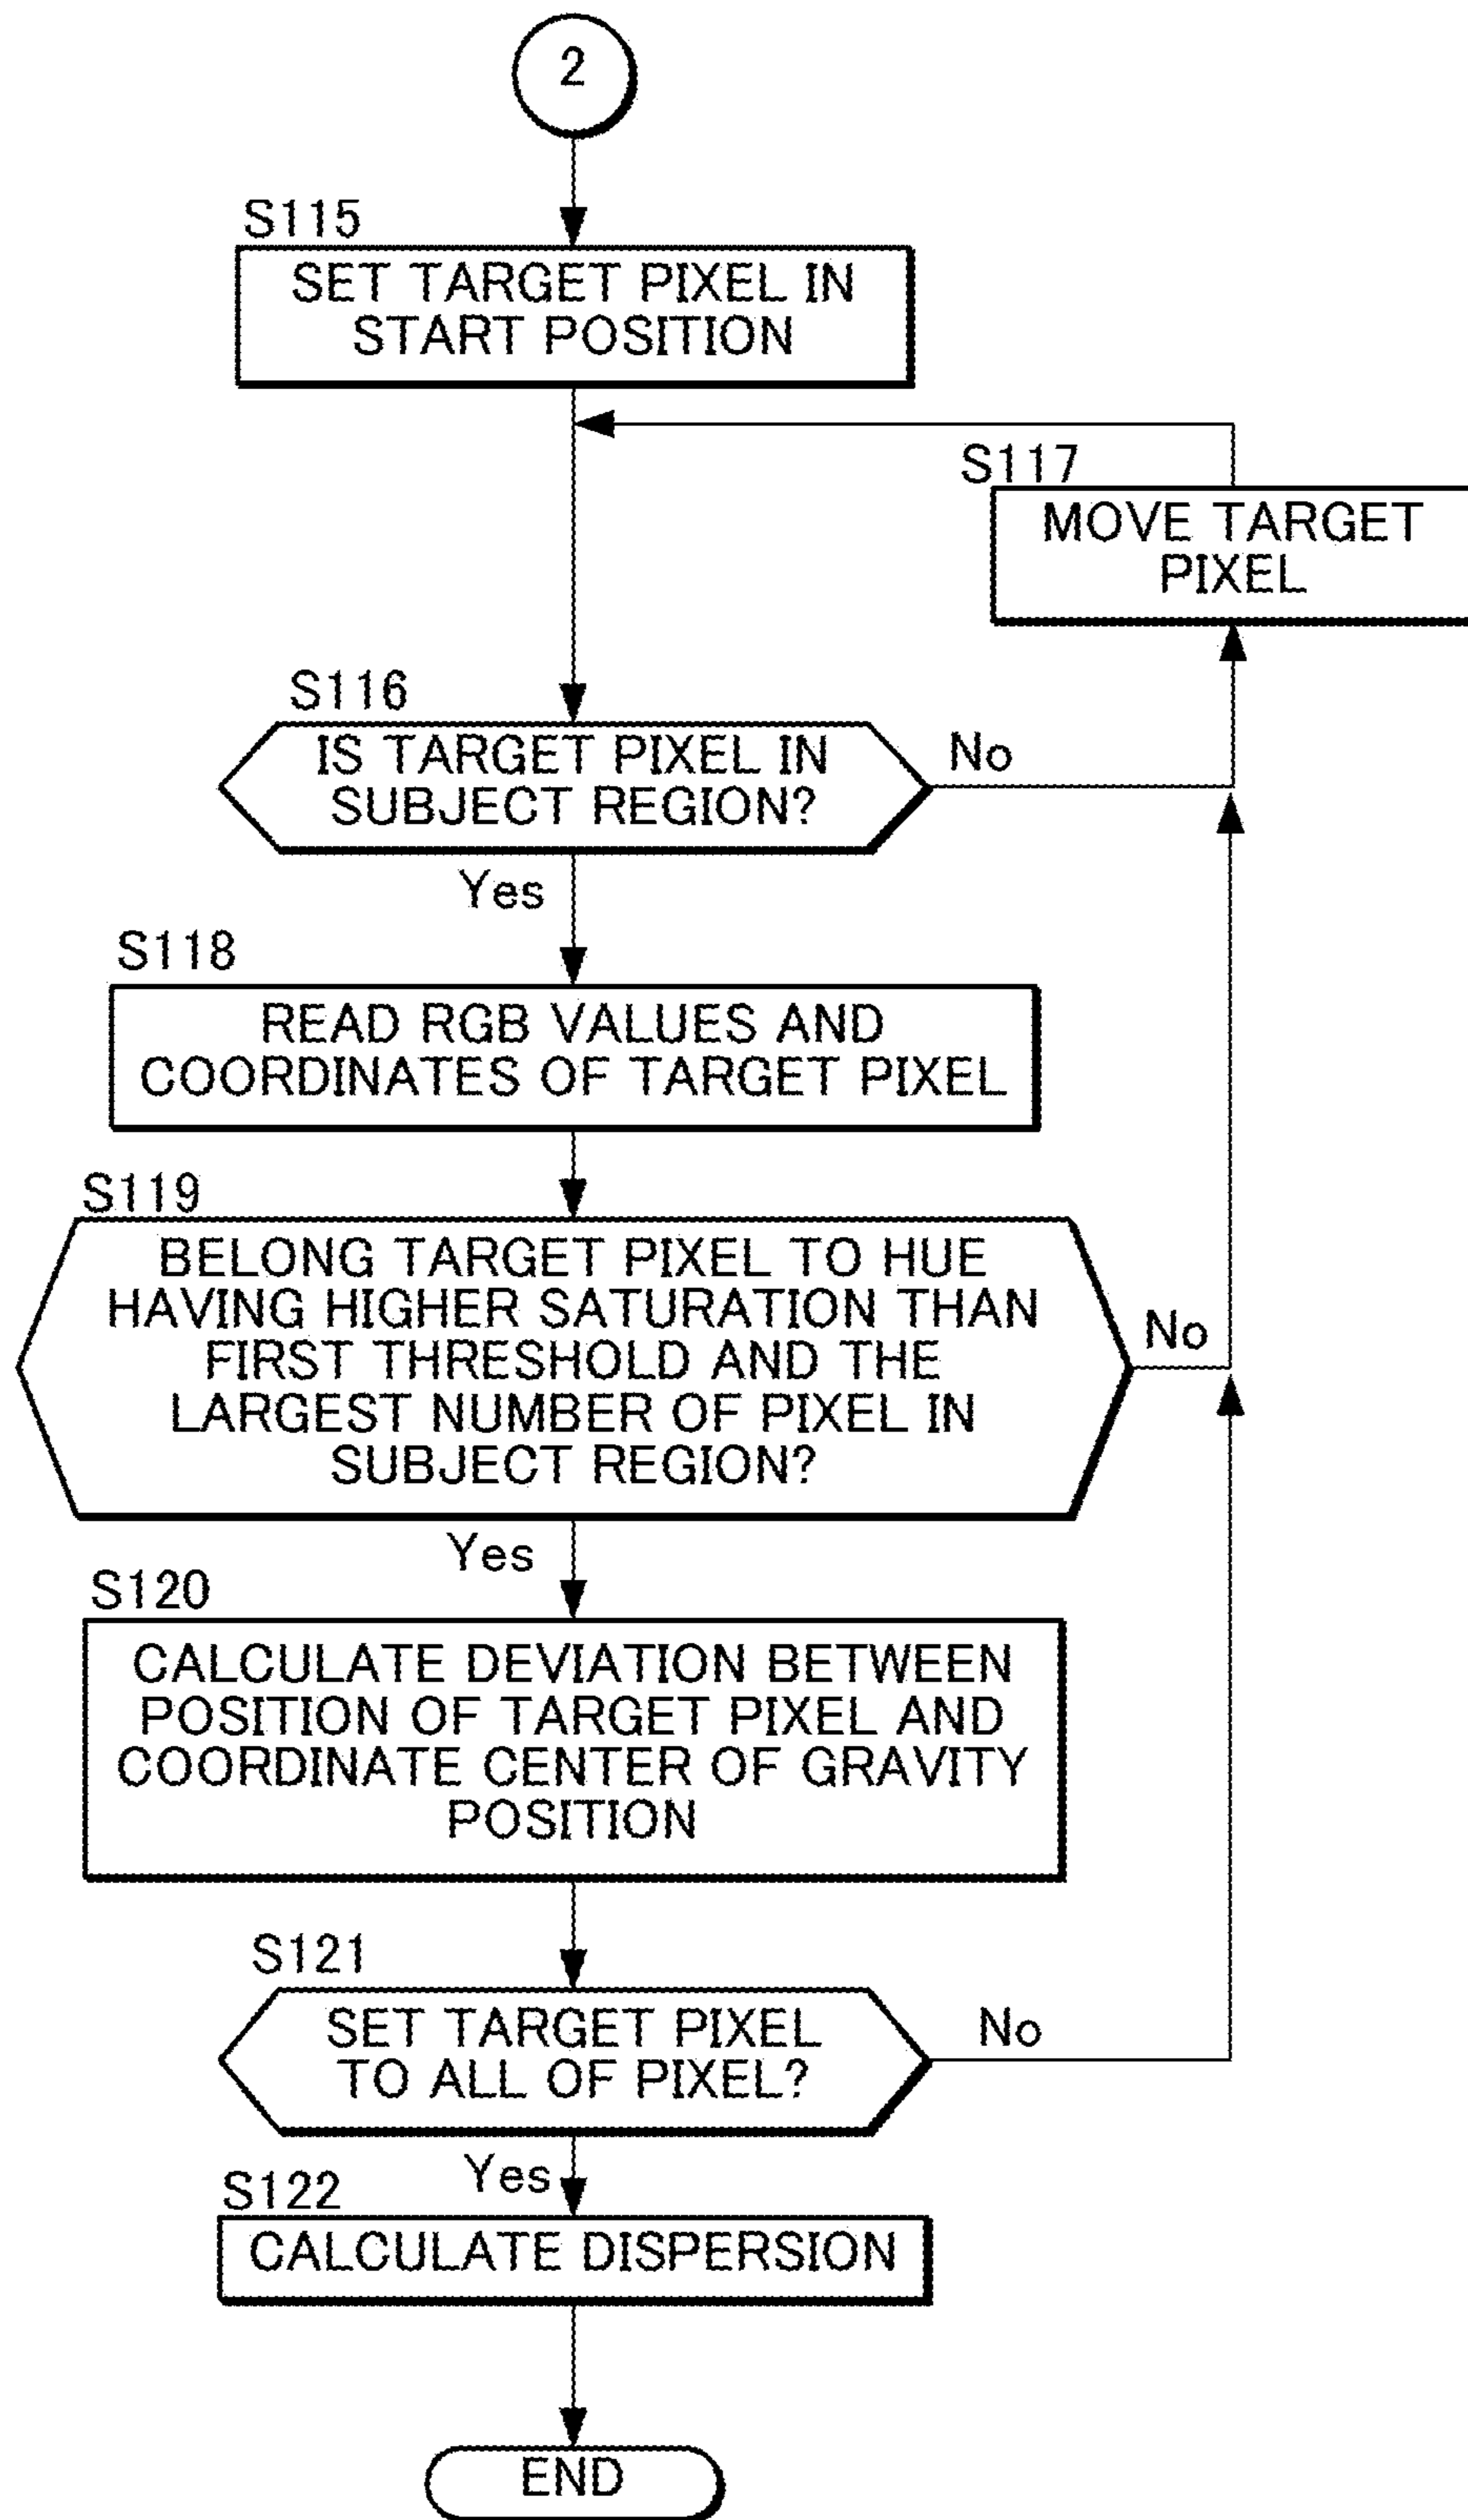 2
S115
SET TARGET PIXEL IN
START POSITION
S117
MOVE TARGET
PIXEL
S116
IS TARGET PIXEL IN
SUBJECT REGION?
No
Yes
S118
READ RGB VALUES AND
COORDINATES OF TARGET PIXEL
S119
BELONG TARGET PIXEL TO HUE
HAVING HIGHER SATURATION THAN
FIRST THRESHOLD AND THE
LARGEST NUMBER OF PIXEL IN
SUBJECT REGION?
No
Yes
S120
CALCULATE DEVIATION BETWEEN
POSITION OF TARGET PIXEL AND
COORDINATE CENTER OF GRAVITY
POSITION
S121
SET TARGET PIXEL
TO ALL OF PIXEL?
No
Yes
S122
CALCULATE DISPERSION
END